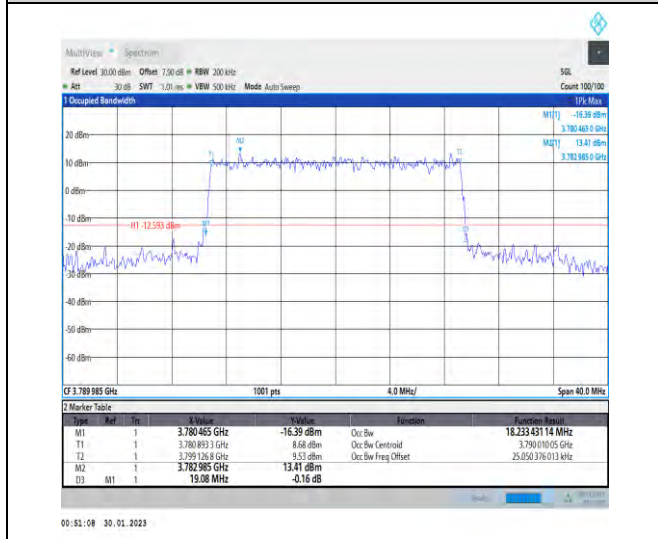 MultiView Spectrum
Ref Level 30.00 dBm Offset 7.90 dB RBW 200 kHz SGL
Att 30 dB SWT 1.01 ms VBW 500 kHz Mode Auto Sweep Count 100/100
1 Occupied Bandwidth 1Pk Max
M1[1] -16.39 dBm
3.780 465 0 GHz
M2[1] 13.41 dBm
3.782 985 0 GHz
20 dBm
M2
T1
T2
10 dBm
0 dBm
-10 dBm
H1 -12.593 dBm
M1
D3
-20 dBm
-30 dBm
-40 dBm
-50 dBm
-60 dBm
CF 3.789 985 GHz 1001 pts 4.0 MHz/ Span 40.0 MHz
2 Marker Table
Type Ref Trc X-Value Y-Value Function Function Result
M1 1 3.780 465 GHz -16.39 dBm Occ Bw 18.233 431 14 MHz
T1 1 3.780 893 3 GHz 8.68 dBm Occ Bw Centroid 3.790 010 05 GHz
T2 1 3.799 126 8 GHz 9.53 dBm Occ Bw Freq Offset 25.050 376 013 kHz
M2 1 3.782 985 GHz 13.41 dBm
D3 M1 1 19.08 MHz -0.16 dB
00:51:08 30.01.2023